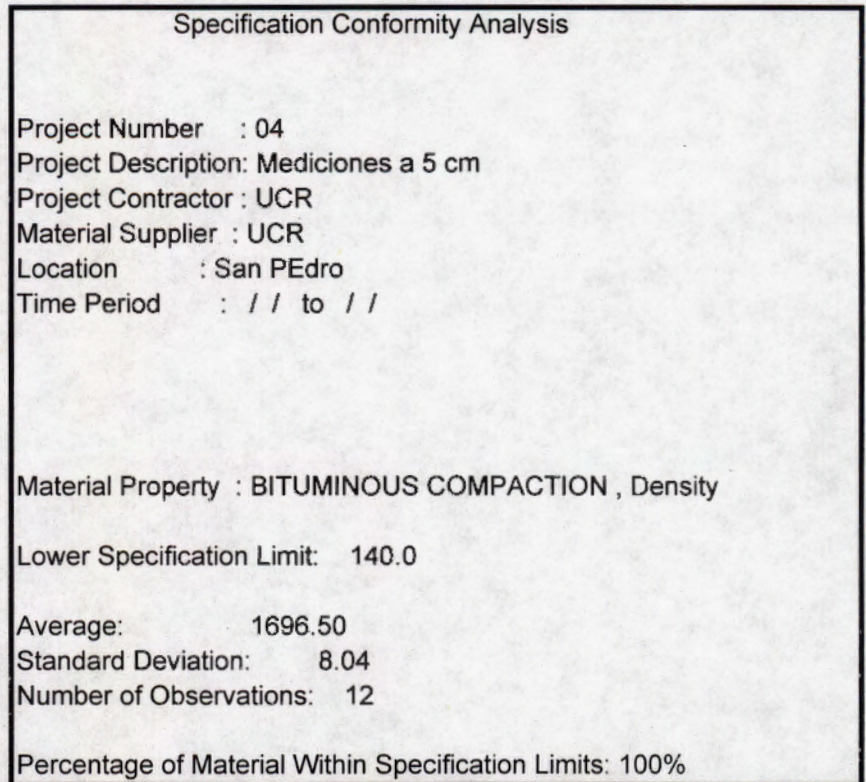 Specification Conformity Analysis
Project Number : 04
Project Description: Mediciones a 5 cm
Project Contractor : UCR
Material Supplier : UCR
Location : San PEdro
Time Period : / / to / /
Material Property : BITUMINOUS COMPACTION , Density
Lower Specification Limit: 140.0
Average: 1696.50
Standard Deviation: 8.04
Number of Observations: 12
Percentage of Material Within Specification Limits: 100%